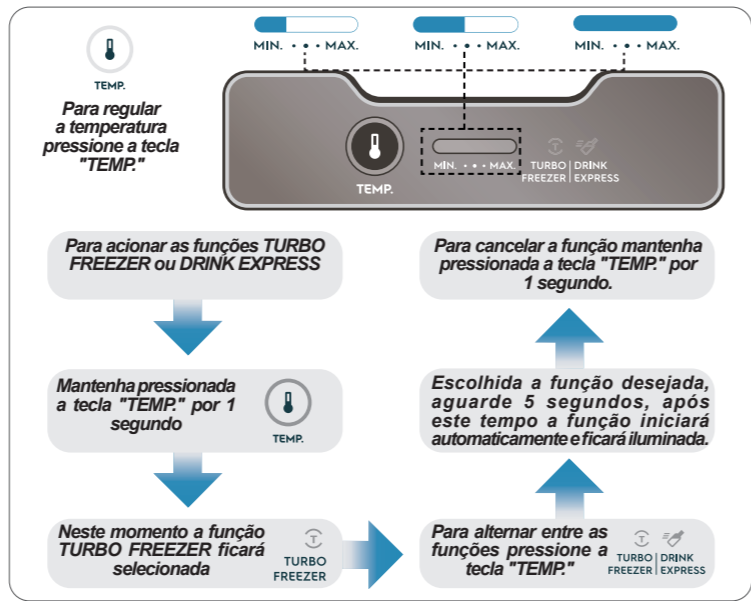 MIN. • • • MAX.
MIN. • • • MAX.
MIN. • • • MAX.
TEMP.
Para regular
a temperatura
pressione a tecla
"TEMP."
TEMP.
MIN. • • • MAX.
TURBO FREEZER | DRINK EXPRESS
Para acionar as funções TURBO
FREEZER ou DRINK EXPRESS
Mantenha pressionada
a tecla "TEMP." por 1
segundo
TEMP.
Neste momento a função
TURBO FREEZER ficará
selecionada
T
TURBO
FREEZER
Para alternar entre as
funções pressione a
tecla "TEMP."
T
TURBO | DRINK
FREEZER | EXPRESS
Escolhida a função desejada,
aguarde 5 segundos, após
este tempo a função iniciará
automaticamente e ficará iluminada.
Para cancelar a função mantenha
pressionada a tecla "TEMP." por
1 segundo.